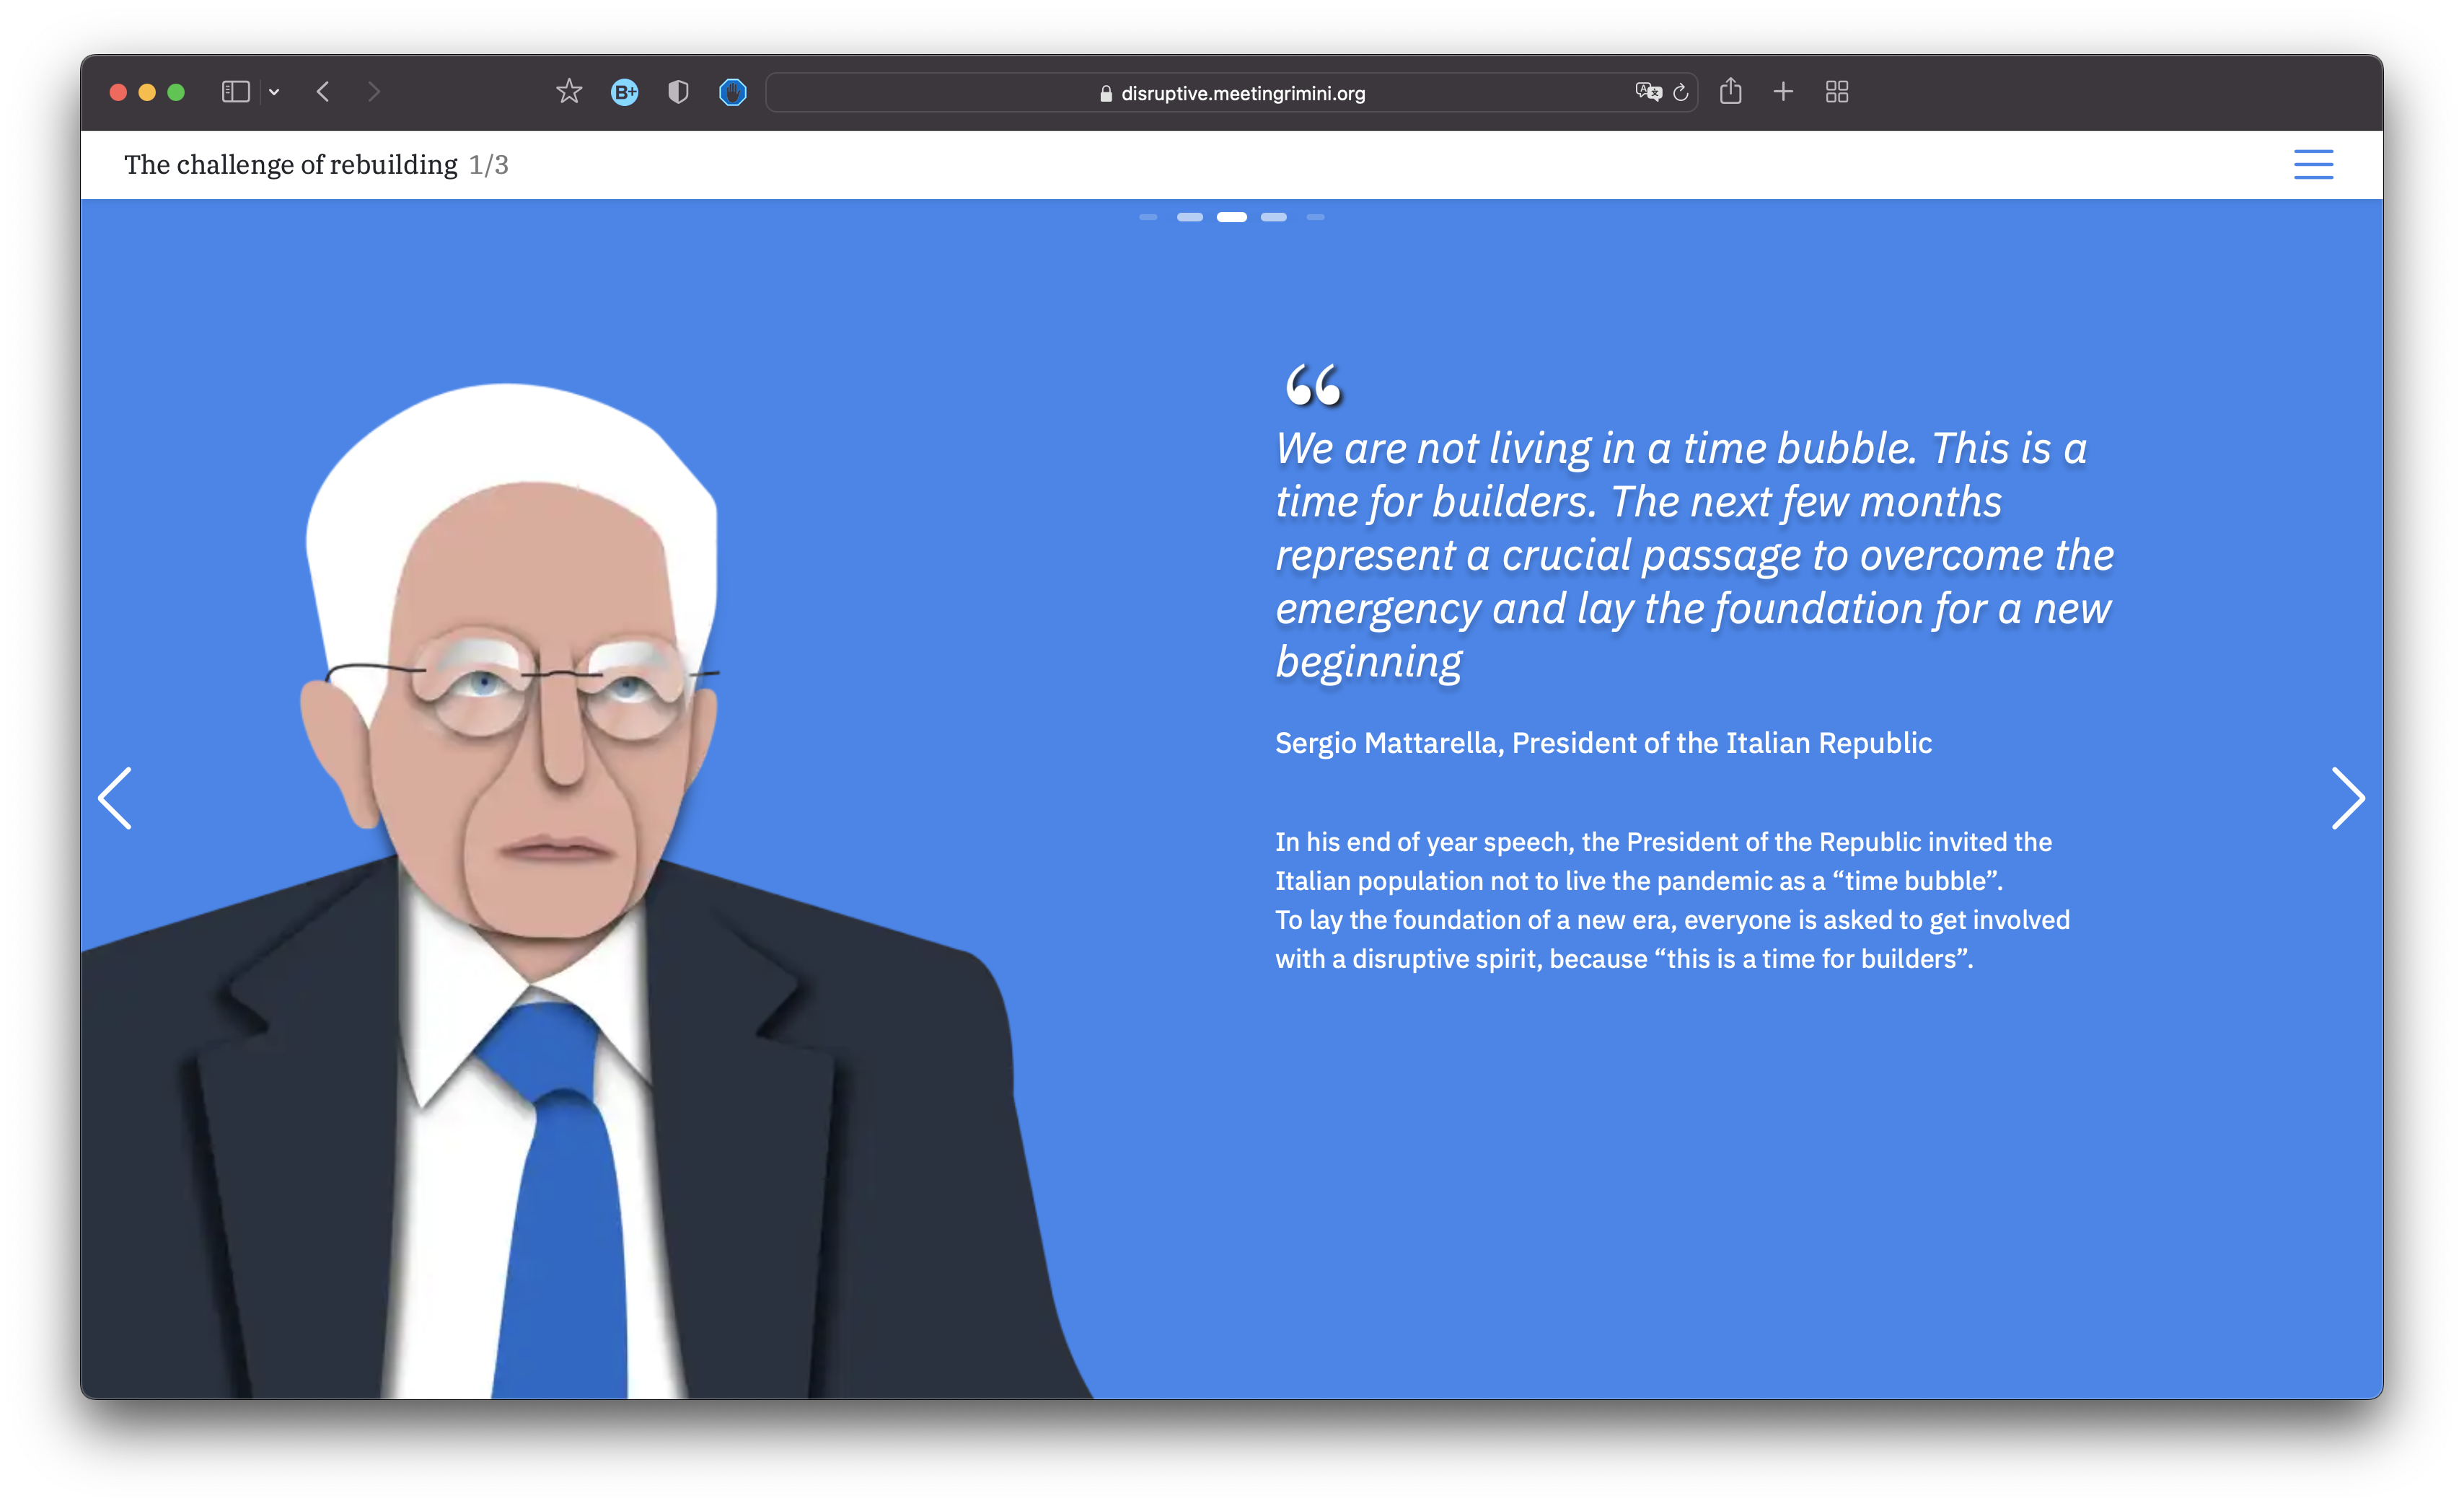 B+
disruptive.meetingrimini.org
The challenge of rebuilding 1/3
“
We are not living in a time bubble. This is a
time for builders. The next few months
represent a crucial passage to overcome the
emergency and lay the foundation for a new
beginning
Sergio Mattarella, President of the Italian Republic
In his end of year speech, the President of the Republic invited the
Italian population not to live the pandemic as a “time bubble”.
To lay the foundation of a new era, everyone is asked to get involved
with a disruptive spirit, because “this is a time for builders”.